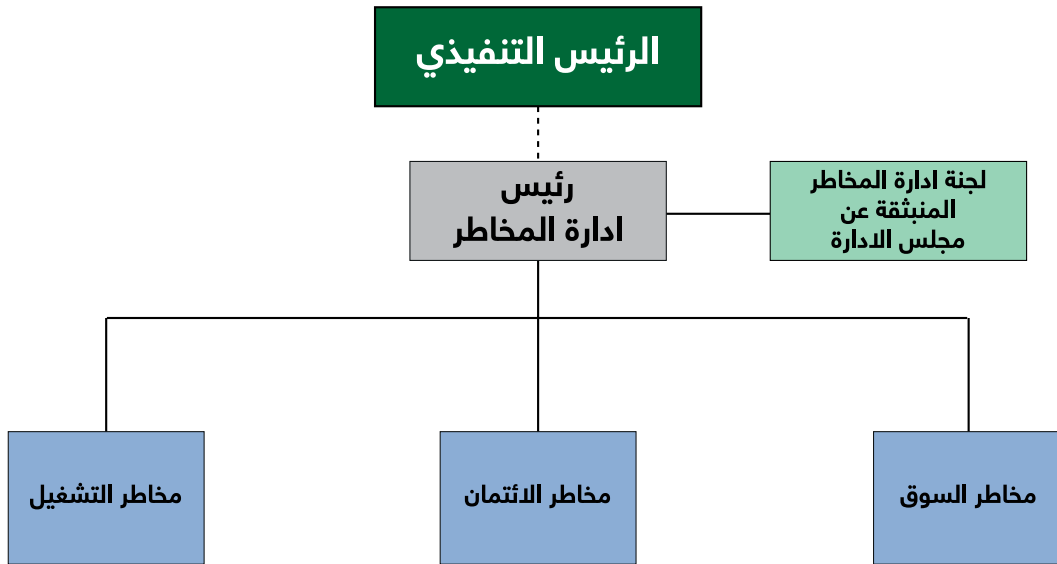 الرئيس التنفيذي
رئيس
ادارة المخاطر
لجنة ادارة المخاطر
المنبثقة عن
مجلس الادارة
مخاطر السوق
مخاطر الائتمان
مخاطر التشغيل